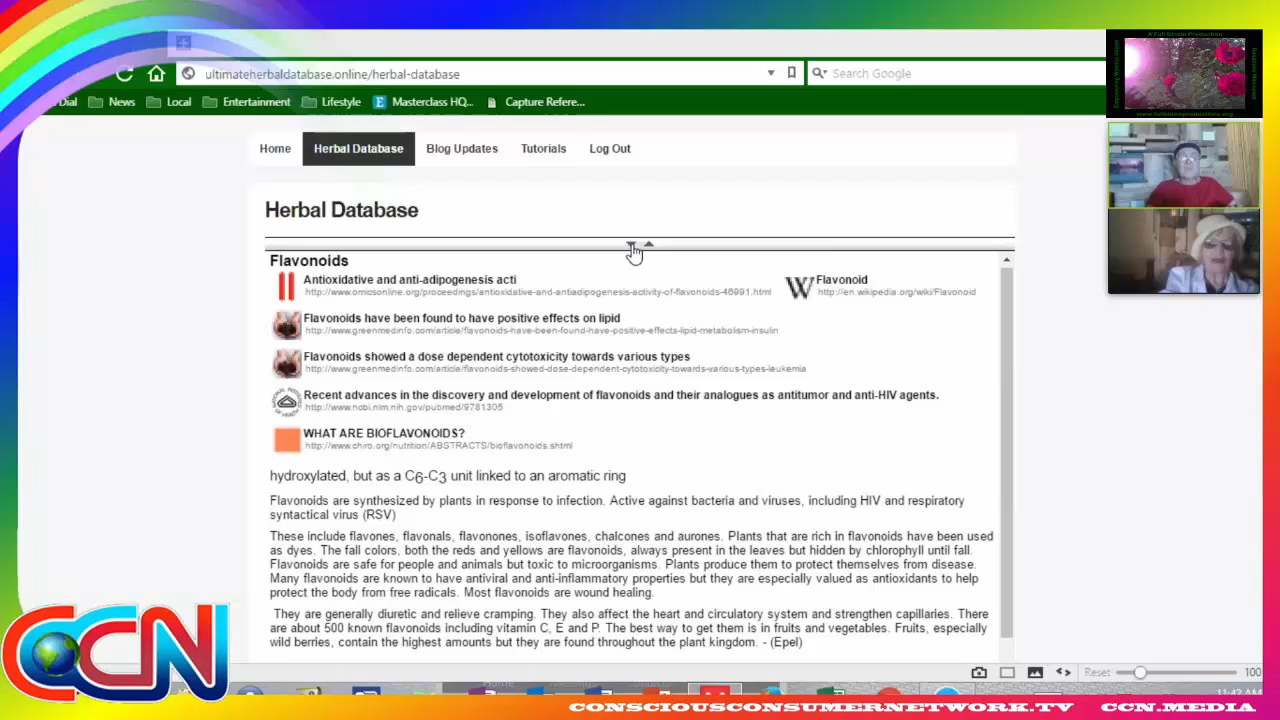 A Full Bloom Production
www.fullbloomproductions.org
ultimateherbaldatabase.online/herbal-database
Search Google
Dial
News
Local
Entertainment
Lifestyle
Masterclass HQ...
Capture Refere...
Home
Herbal Database
Blog Updates
Tutorials
Log Out
Herbal Database
Flavonoids
Antioxidative and anti-adipogenesis acti
http://www.omicsonline.org/proceedings/antioxidative-and-antiadipogenesis-activity-of-flavonoids-46991.html
W Flavonoid
http://en.wikipedia.org/wiki/Flavonoid
Flavonoids have been found to have positive effects on lipid
http://www.greenmedinfo.com/article/flavonoids-have-been-found-have-positive-effects-lipid-metabolism-insulin
Flavonoids showed a dose dependent cytotoxicity towards various types
http://www.greenmedinfo.com/article/flavonoids-showed-dose-dependent-cytotoxicity-towards-various-types-leukemia
Recent advances in the discovery and development of flavonoids and their analogues as antitumor and anti-HIV agents.
http://www.ncbi.nlm.nih.gov/pubmed/9781305
WHAT ARE BIOFLAVONOIDS?
http://www.chiro.org/nutrition/ABSTRACTS/bioflavonoids.shtml
hydroxylated, but as a C6-C3 unit linked to an aromatic ring
Flavonoids are synthesized by plants in response to infection. Active against bacteria and viruses, including HIV and respiratory
syntactical virus (RSV)
These include flavones, flavonals, flavonones, isoflavones, chalcones and aurones. Plants that are rich in flavonoids have been used
as dyes. The fall colors, both the reds and yellows are flavonoids, always present in the leaves but hidden by chlorophyll until fall.
Flavonoids are safe for people and animals but toxic to microorganisms. Plants produce them to protect themselves from disease.
Many flavonoids are known to have antiviral and anti-inflammatory properties but they are especially valued as antioxidants to help
protect the body from free radicals. Most flavonoids are wound healing.
They are generally diuretic and relieve cramping. They also affect the heart and circulatory system and strengthen capillaries. There
are about 500 known flavonoids including vitamin C, E and P. The best way to get them is in fruits and vegetables. Fruits, especially
wild berries, contain the highest amounts but they are found throughout the plant kingdom. - (Epel)
Reset
100
11:42 AM
CCN
CONSCIOUSCONSUMERNETWORK.TV
CCN.MEDIA